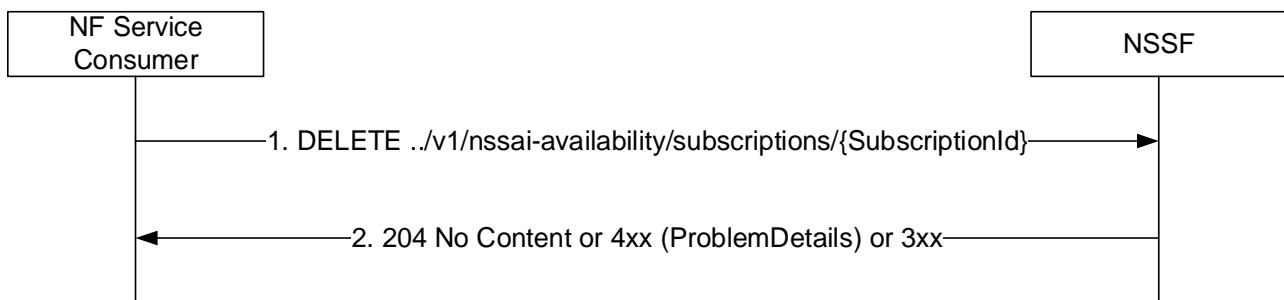 NF Service
Consumer
NSSF
1. DELETE ../v1/nssai-availability/subscriptions/{SubscriptionId}
2. 204 No Content or 4xx (ProblemDetails) or 3xx